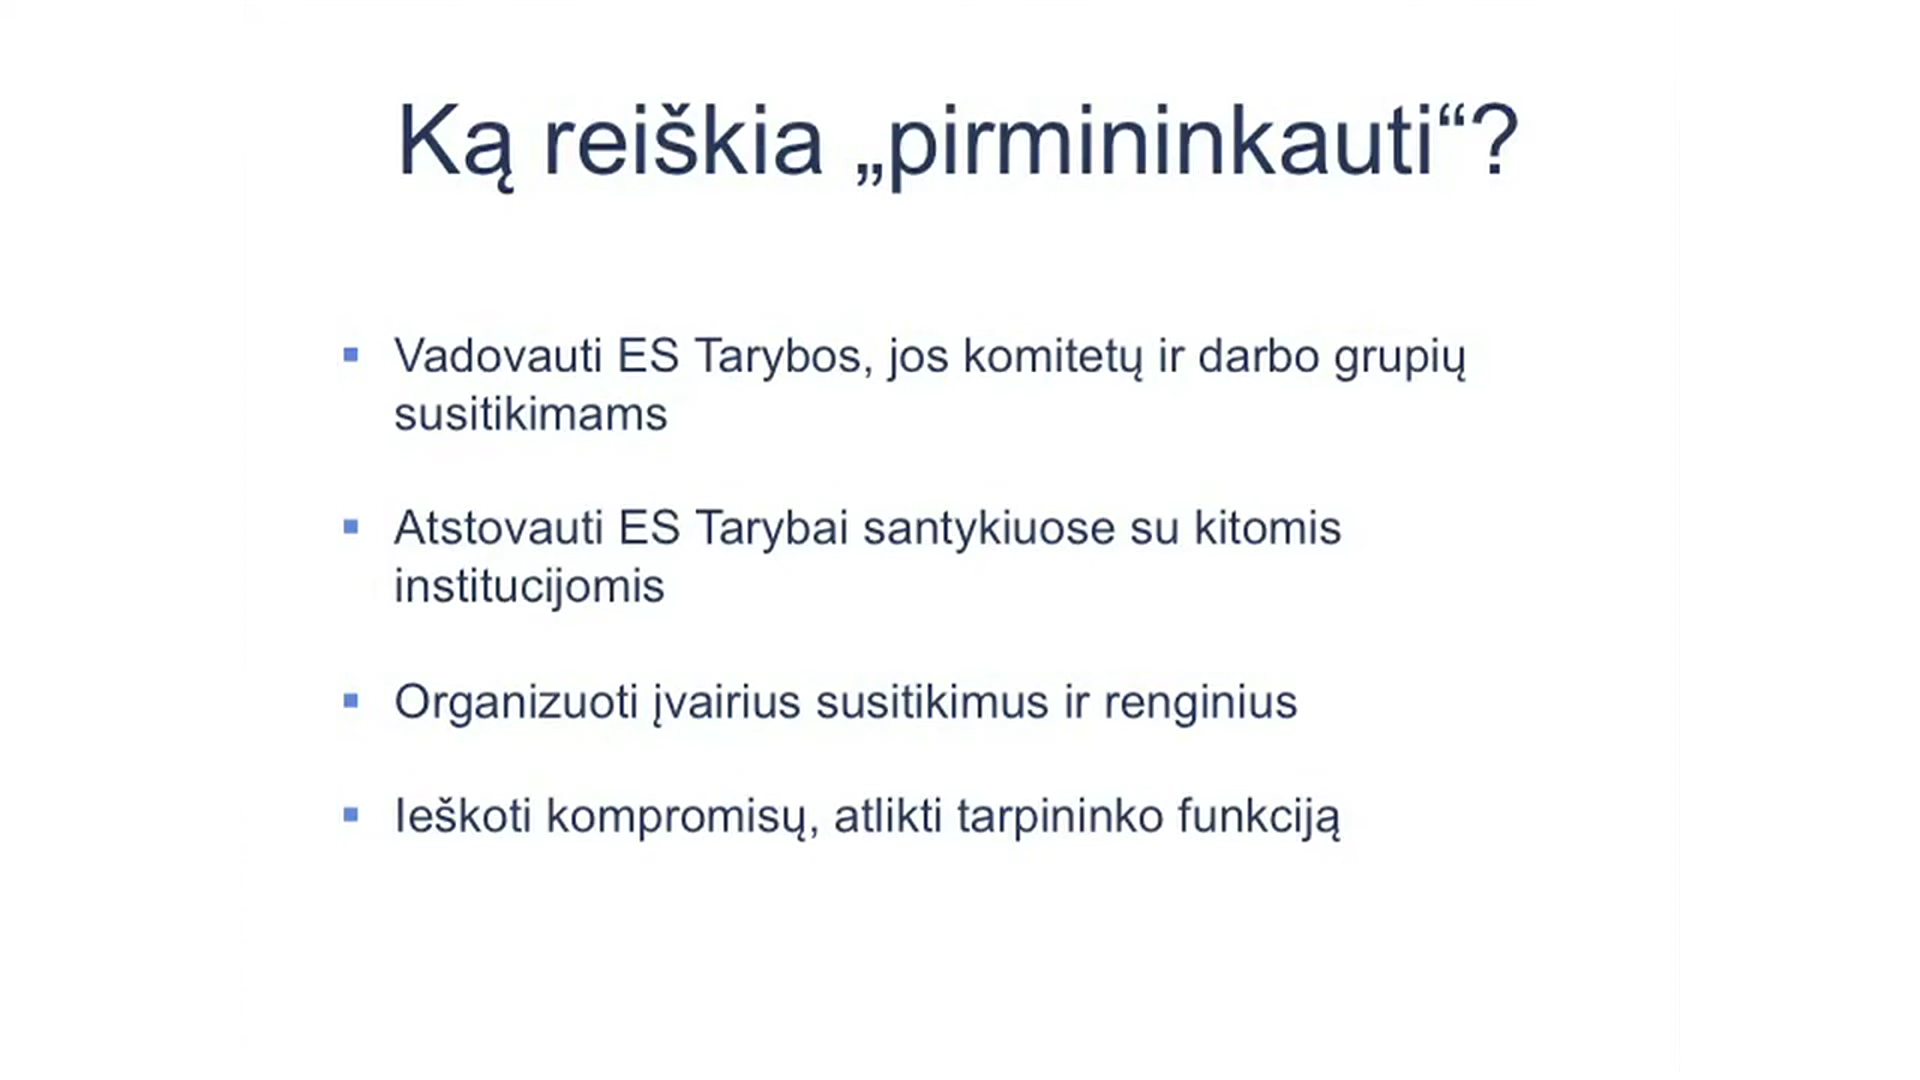 Ką reiškia „pirmininkauti“?
▪ Vadovauti ES Tarybos, jos komitetų ir darbo grupių
susitikimams
▪ Atstovauti ES Tarybai santykiuose su kitomis
institucijomis
▪ Organizuoti įvairius susitikimus ir renginius
▪ Ieškoti kompromisų, atlikti tarpininko funkciją